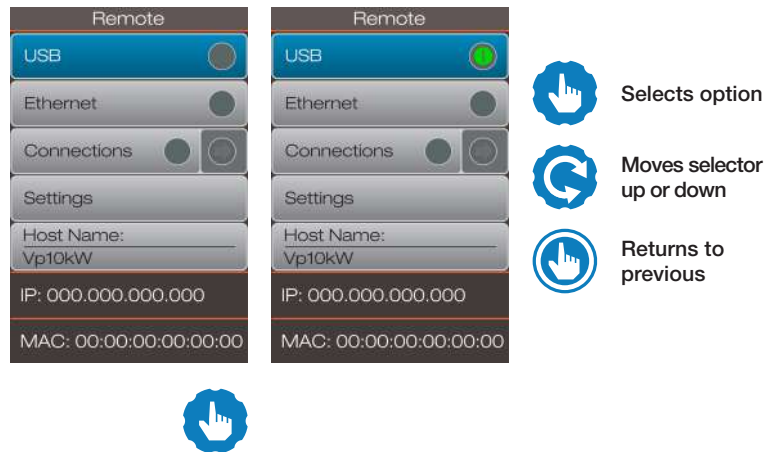 Remote
USB
Ethernet
Connections
Settings
Host Name:
Vp10kW
IP: 000.000.000.000
MAC: 00:00:00:00:00:00
Remote
USB
Ethernet
Connections
Settings
Host Name:
Vp10kW
IP: 000.000.000.000
MAC: 00:00:00:00:00:00
Selects option
Moves selector
up or down
Returns to
previous